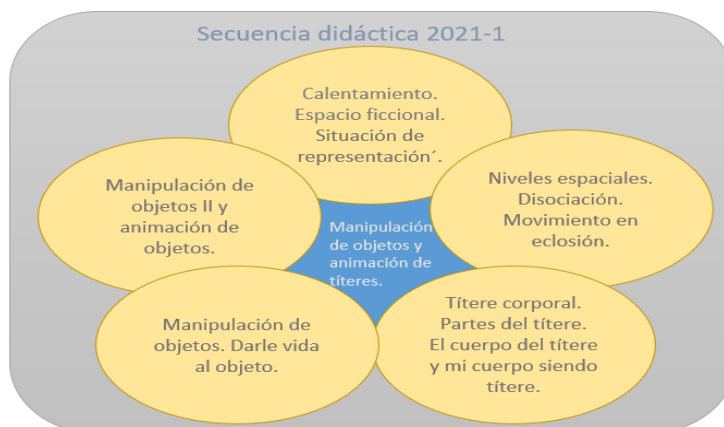 Secuencia didáctica 2021-1
Calentamiento.
Espacio ficcional.
Situación de
representación´.
Niveles espaciales.
Disociación.
Movimiento en
eclosión.
Títere corporal.
Partes del títere.
El cuerpo del títere
y mi cuerpo siendo
títere.
Manipulación de
objetos. Darle vida
al objeto.
Manipulación de
objetos II y
animación de
objetos.
Manipulación
de objetos y
animación de
títeres.